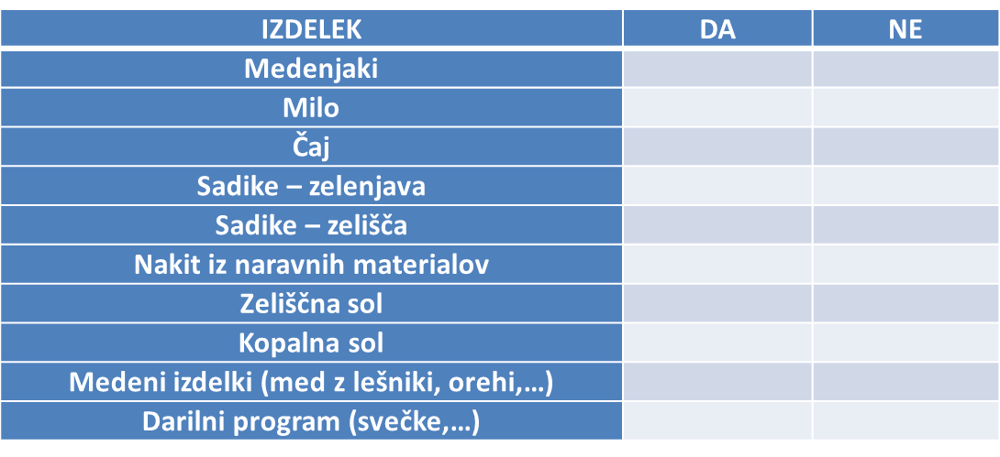 IZDELEK DA NE
Medenjaki
Milo
Čaj
Sadike – zelenjava
Sadike – zelišča
Nakit iz naravnih materialov
Zeliščna sol
Kopalna sol
Medeni izdelki (med z lešniki, orehi,...)
Darilni program (svečke,...)